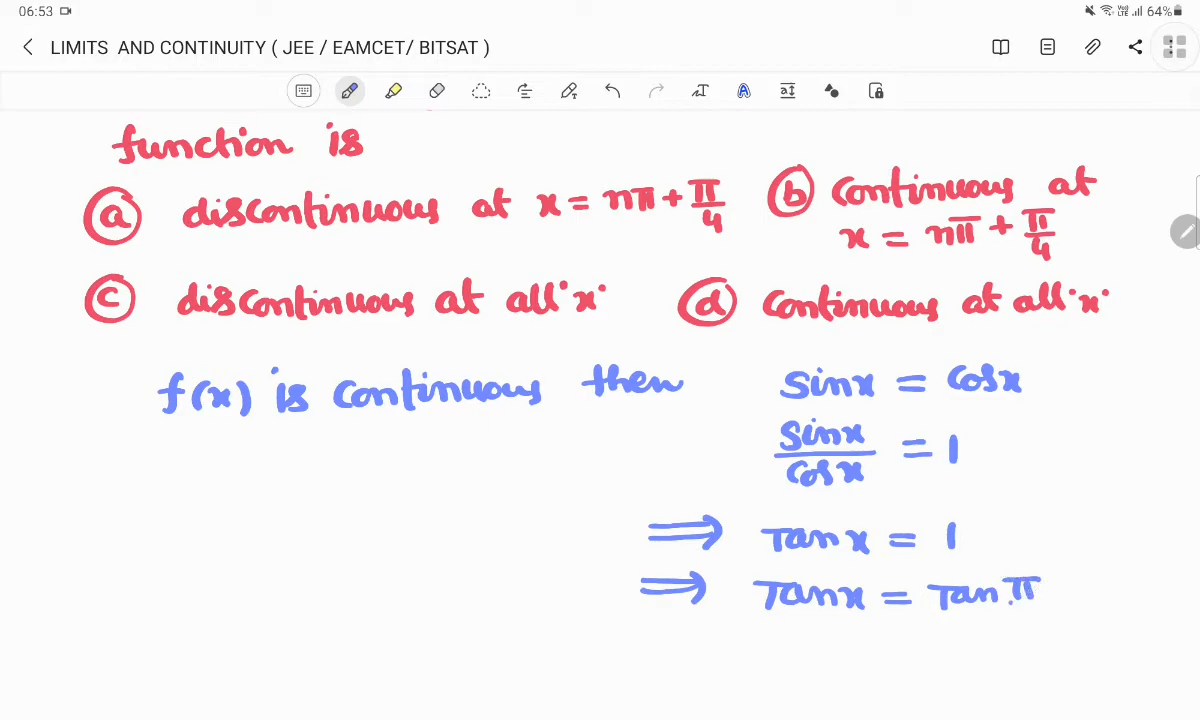 06:53 64%
LIMITS AND CONTINUITY ( JEE / EAMCET/ BITSAT )
function is
(a) discontinuous at x = nπ + π/4 (b) continuous at x = nπ + π/4
(c) discontinuous at all 'x' (d) continuous at all 'x'
f(x) is continuous then sinx = cosx
sinx/cosx = 1
⇒ Tanx = 1
⇒ Tanx = Tan π